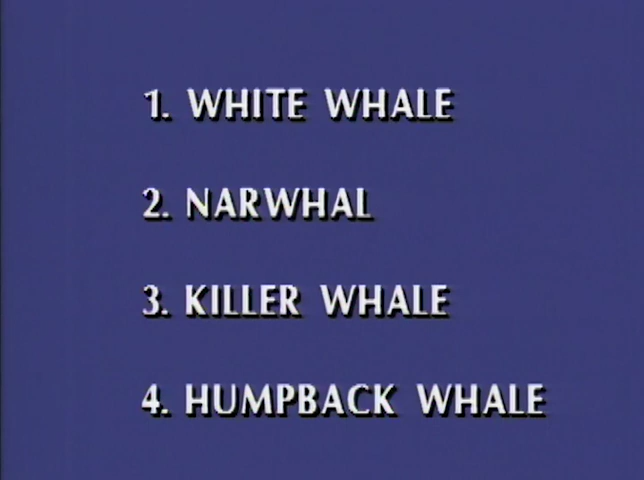 1. WHITE WHALE
2. NARWHAL
3. KILLER WHALE
4. HUMPBACK WHALE